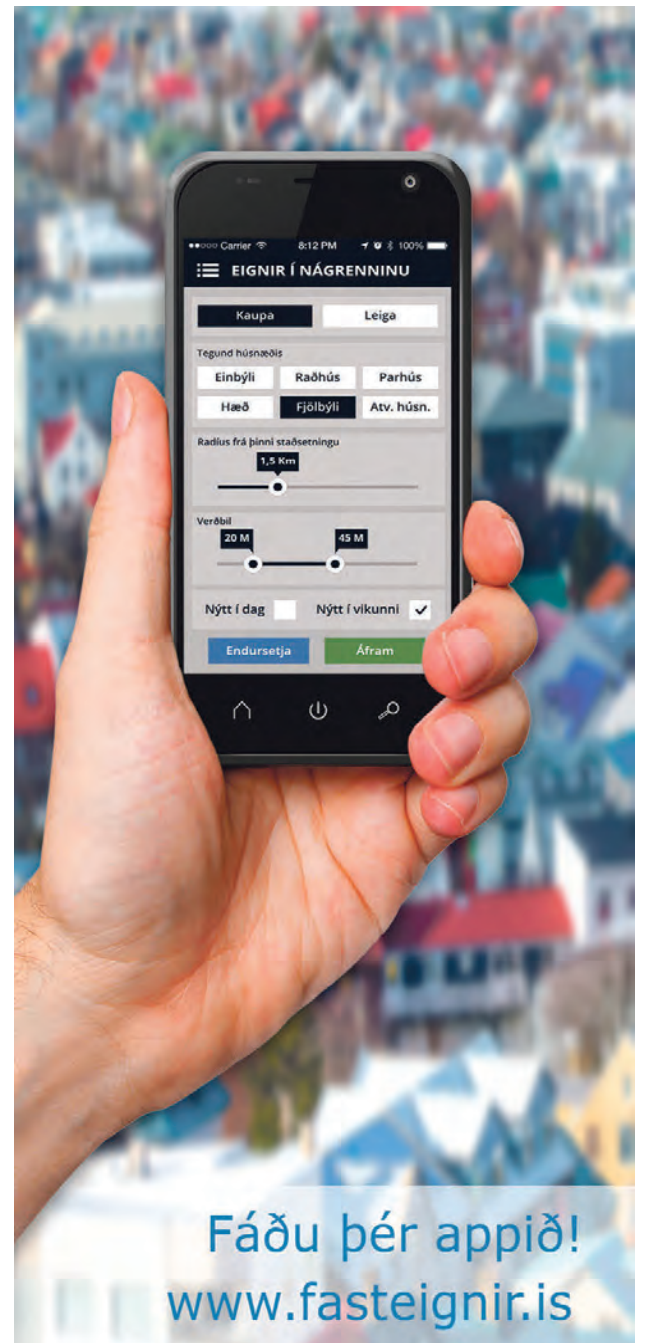 Carrier 8:12 PM 100%
EIGNIR Í NÁGRENNINU
Kaupa Leiga
Tegund húsnæðis
Einbýli Raðhús Parhús
Hæð Fjölbýli Atv. húsn.
Radíus frá þinni staðsetningu
1,5 Km
Verðbil
20 M 45 M
Nýtt í dag Nýtt í vikunni
Endursetja Áfram
Fáðu þér appið!
www.fasteignir.is